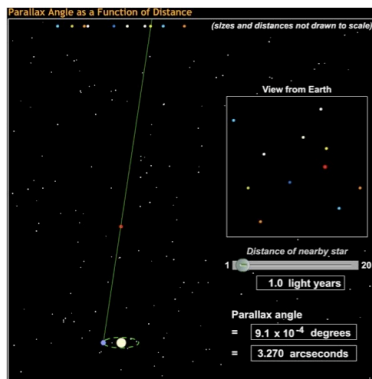 Parallax Angle as a Function of Distance
(sizes and distances not drawn to scale)
View from Earth
Distance of nearby star
1 20
1.0 light years
Parallax angle
= 9.1 x 10⁻⁴ degrees
= 3.270 arcseconds